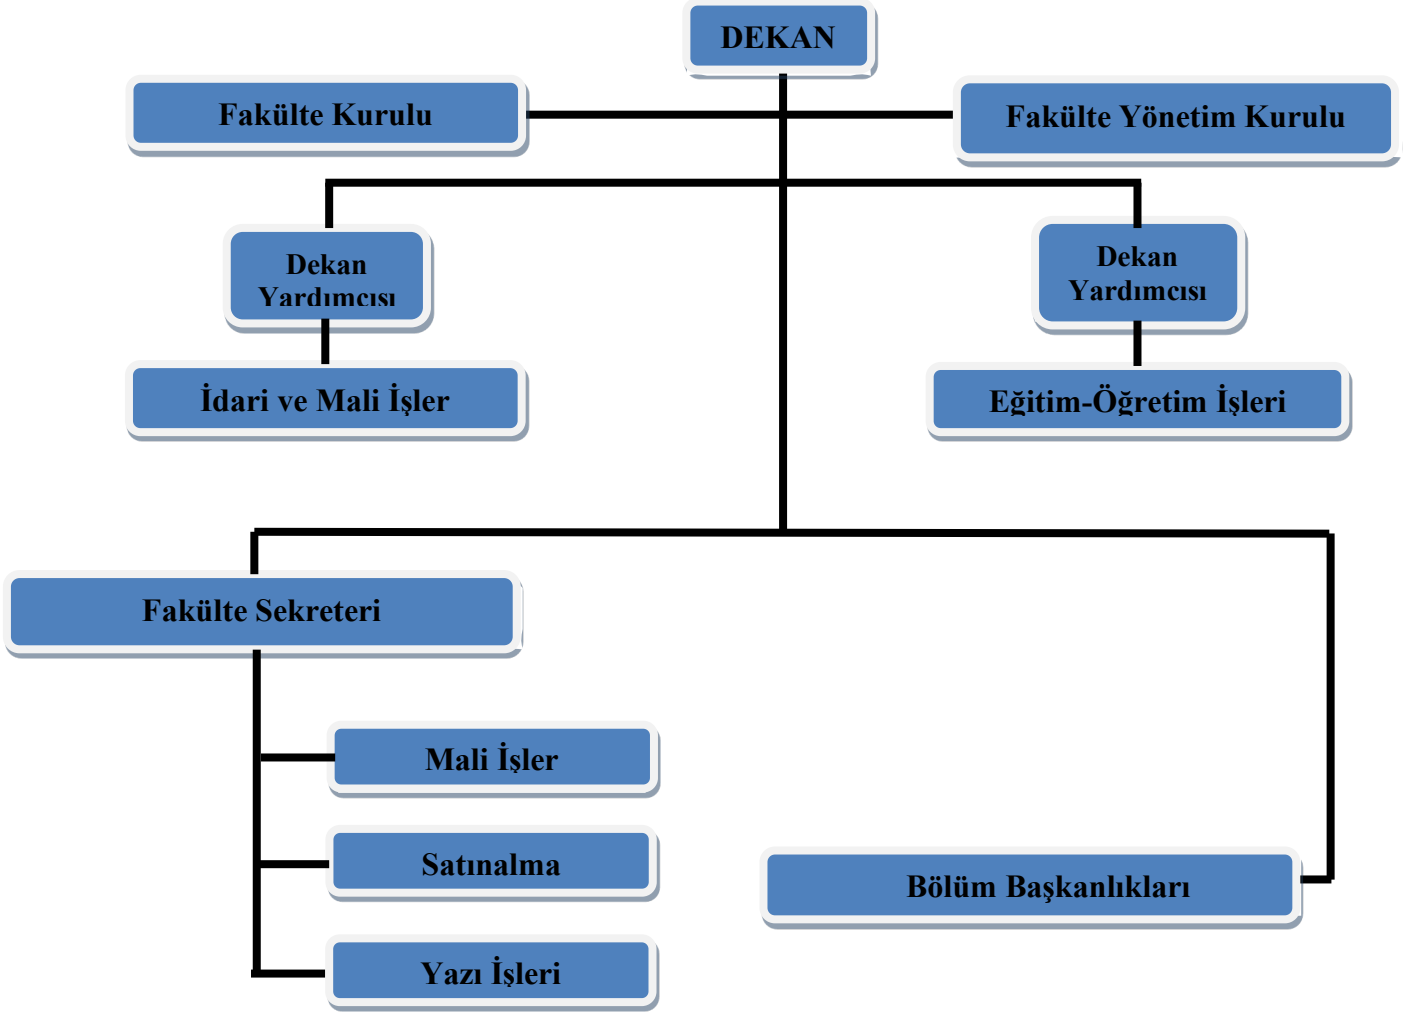 DEKAN
Fakülte Kurulu
Fakülte Yönetim Kurulu
Dekan
Yardımcısı
Dekan
Yardımcısı
İdari ve Mali İşler
Eğitim-Öğretim İşleri
Fakülte Sekreteri
Mali İşler
Satınalma
Bölüm Başkanlıkları
Yazı İşleri